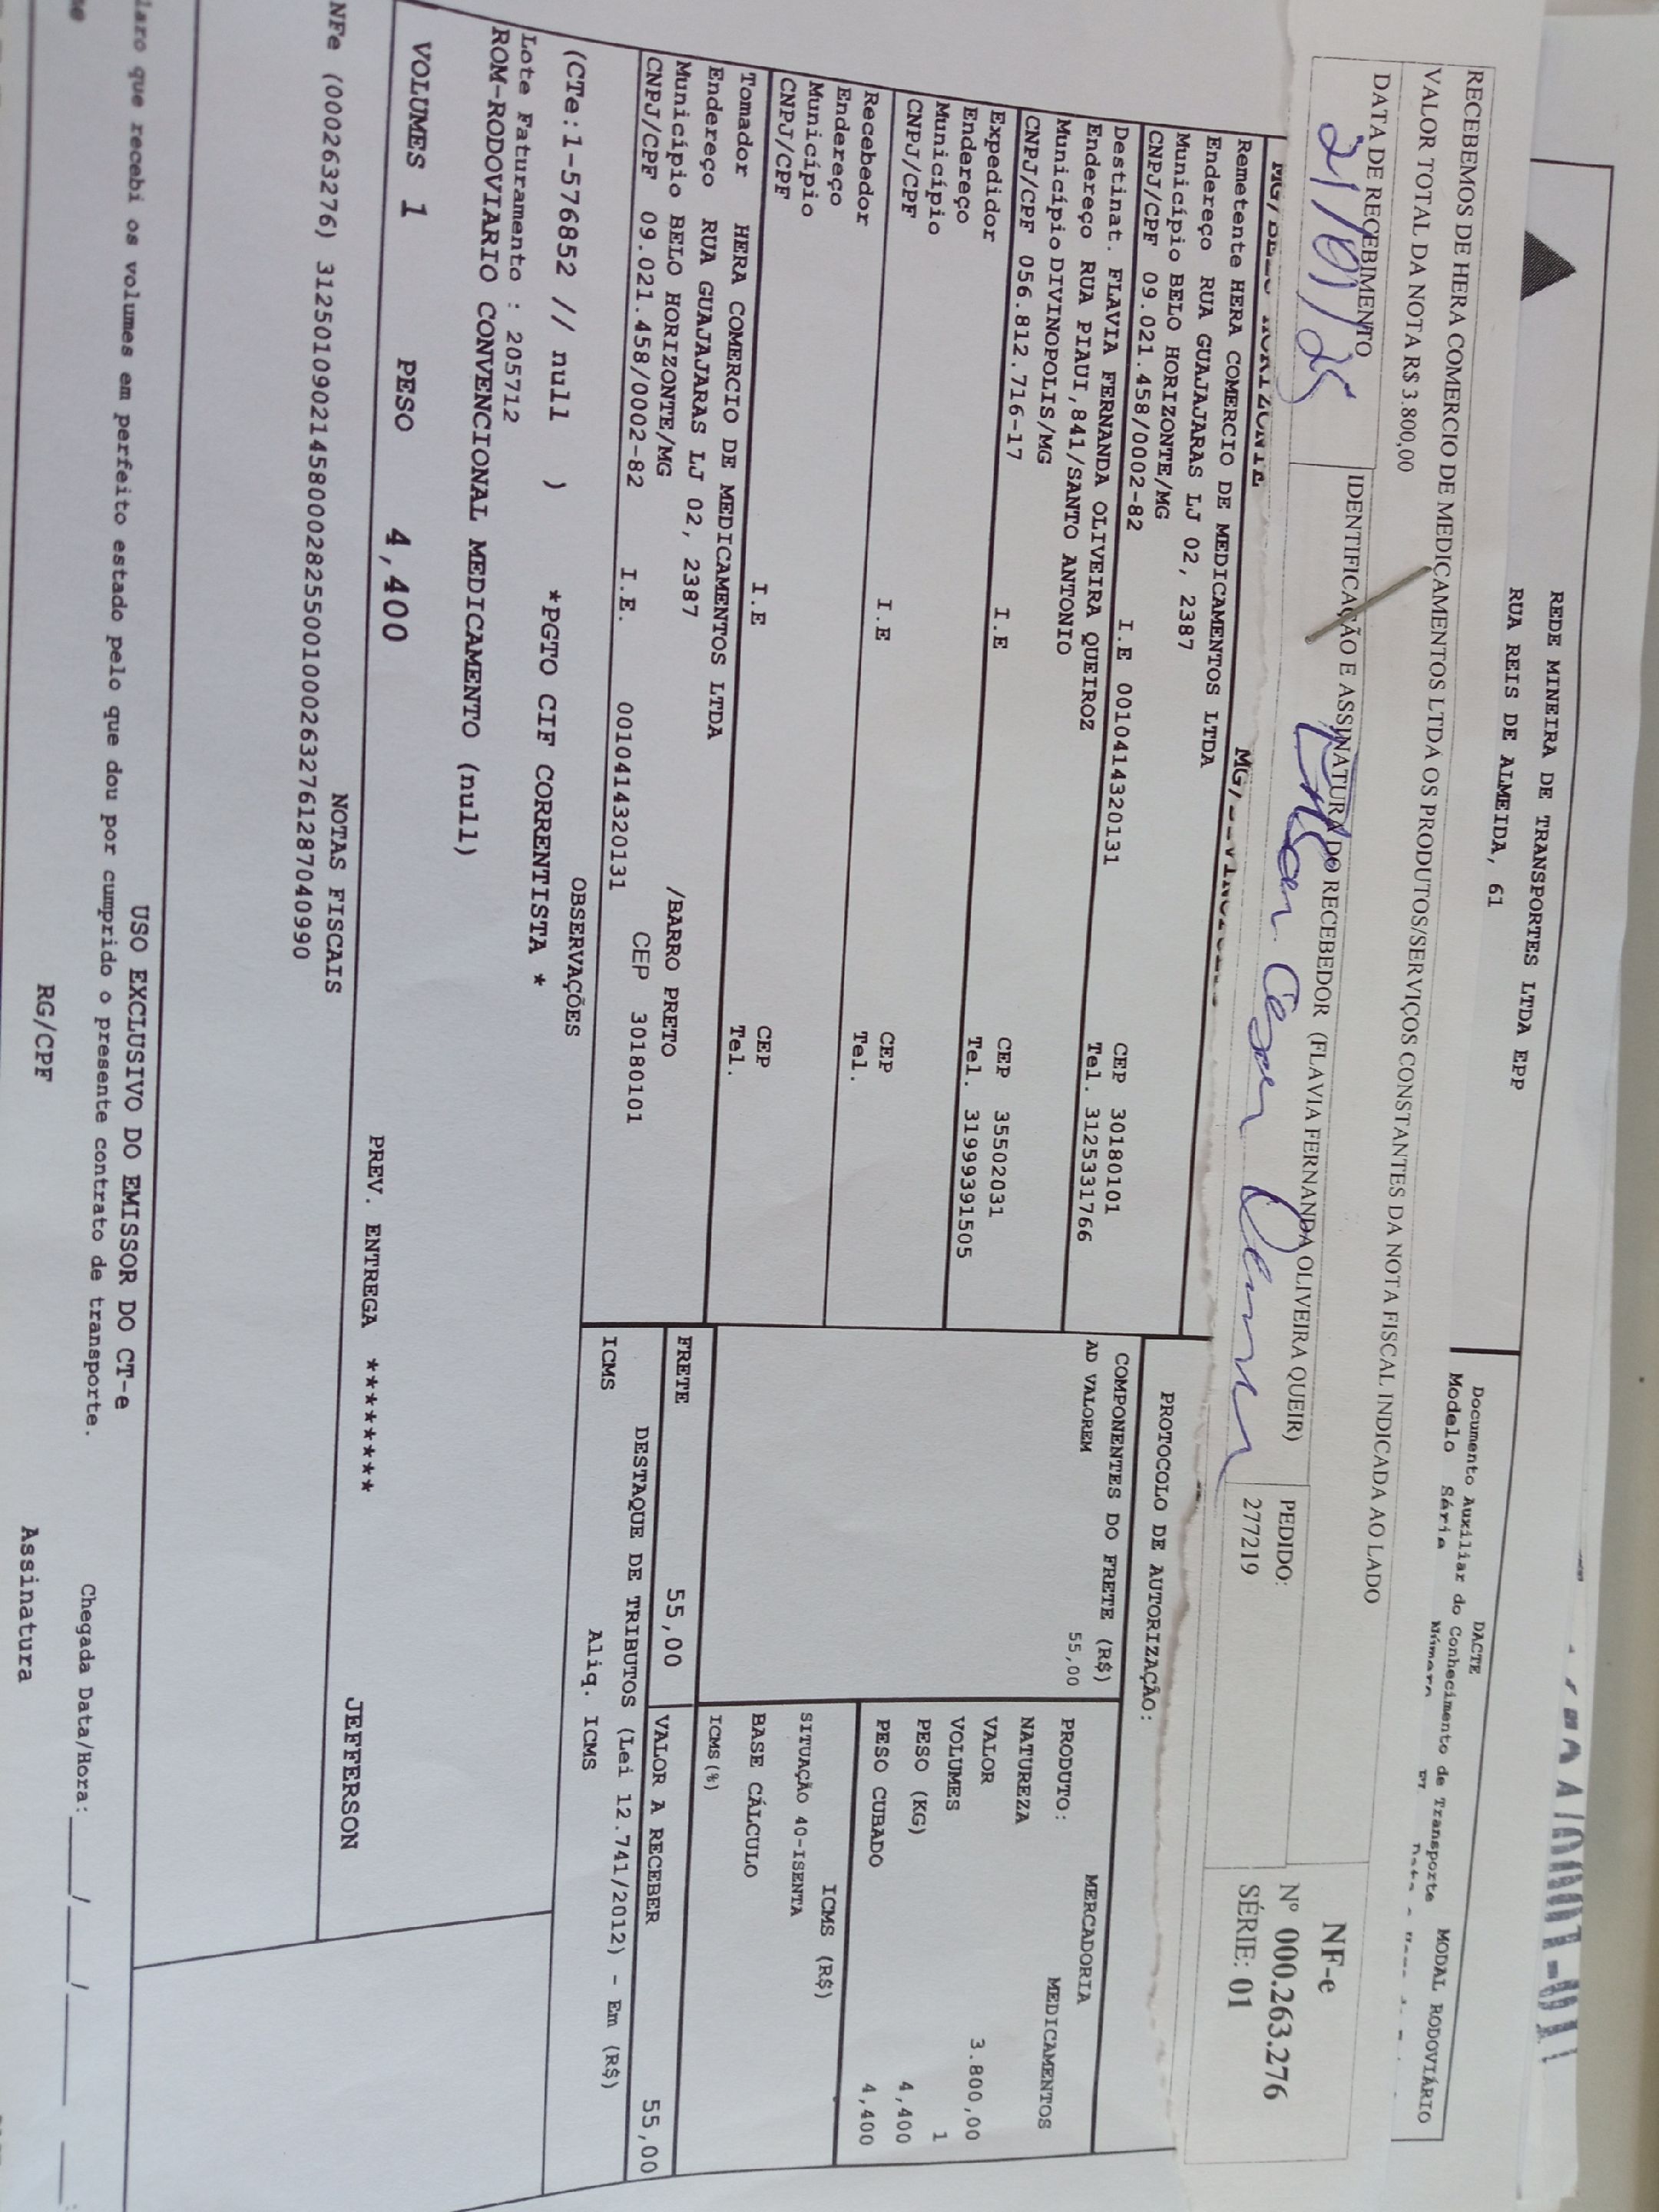 REDE MINEIRA DE TRANSPORTES LTDA EPP
RUA REIS DE ALMEIDA, 61
DACTE
Documento Auxiliar do Conhecimento de Transporte
MODAL RODOVIÁRIO
Modelo Série Número
RECEBEMOS DE HERA COMERCIO DE MEDICAMENTOS LTDA OS PRODUTOS/SERVIÇOS CONSTANTES DA NOTA FISCAL INDICADA AO LADO
VALOR TOTAL DA NOTA R$ 3.800,00
DATA DE RECEBIMENTO
21/01/25
IDENTIFICAÇÃO E ASSINATURA DO RECEBEDOR (FLAVIA FERNANDA OLIVEIRA QUEIR)
Cesar
PEDIDO:
277219
NF-e
Nº 000.263.276
SÉRIE: 01
Remetente HERA COMERCIO DE MEDICAMENTOS LTDA
Endereço RUA GUAJAJARAS LJ 02, 2387
Município BELO HORIZONTE/MG CEP 30180101
CNPJ/CPF 09.021.458/0002-82 I.E 0010414320131 Tel. 3125331766
Destinat. FLAVIA FERNANDA OLIVEIRA QUEIROZ
Endereço RUA PIAUI,841/SANTO ANTONIO
Município DIVINOPOLIS/MG CEP 35502031
CNPJ/CPF 056.812.716-17 I.E Tel. 31999391505
Expedidor
Endereço
Município CEP
CNPJ/CPF I.E Tel.
Recebedor
Endereço
Município CEP
CNPJ/CPF I.E Tel.
Tomador HERA COMERCIO DE MEDICAMENTOS LTDA
Endereço RUA GUAJAJARAS LJ 02, 2387 /BARRO PRETO
Município BELO HORIZONTE/MG CEP 30180101
CNPJ/CPF 09.021.458/0002-82 I.E. 0010414320131
PROTOCOLO DE AUTORIZAÇÃO:
COMPONENTES DO FRETE (R$)
AD VALOREM 55,00
MERCADORIA
PRODUTO: MEDICAMENTOS
NATUREZA
VALOR 3.800,00
VOLUMES 1
PESO (KG) 4,400
PESO CUBADO 4,400
ICMS (R$)
SITUAÇÃO 40-ISENTA
BASE CÁLCULO
ICMS(%)
FRETE 55,00
VALOR A RECEBER 55,00
DESTAQUE DE TRIBUTOS (Lei 12.741/2012) - Em (R$)
ICMS Aliq. ICMS
OBSERVAÇÕES
(CTe:1-576852 // null ) *PGTO CIF CORRENTISTA *
Lote Faturamento : 205712
ROM-RODOVIARIO CONVENCIONAL MEDICAMENTO (null)
VOLUMES 1 PESO 4,400 PREV. ENTREGA ******** JEFFERSON
NOTAS FISCAIS
NFe (000263276) 31250109021458000282550010002632761287040990
USO EXCLUSIVO DO EMISSOR DO CT-e
laro que recebi os volumes em perfeito estado pelo que dou por cumprido o presente contrato de transporte.
Chegada Data/Hora:____/____/______
RG/CPF
Assinatura